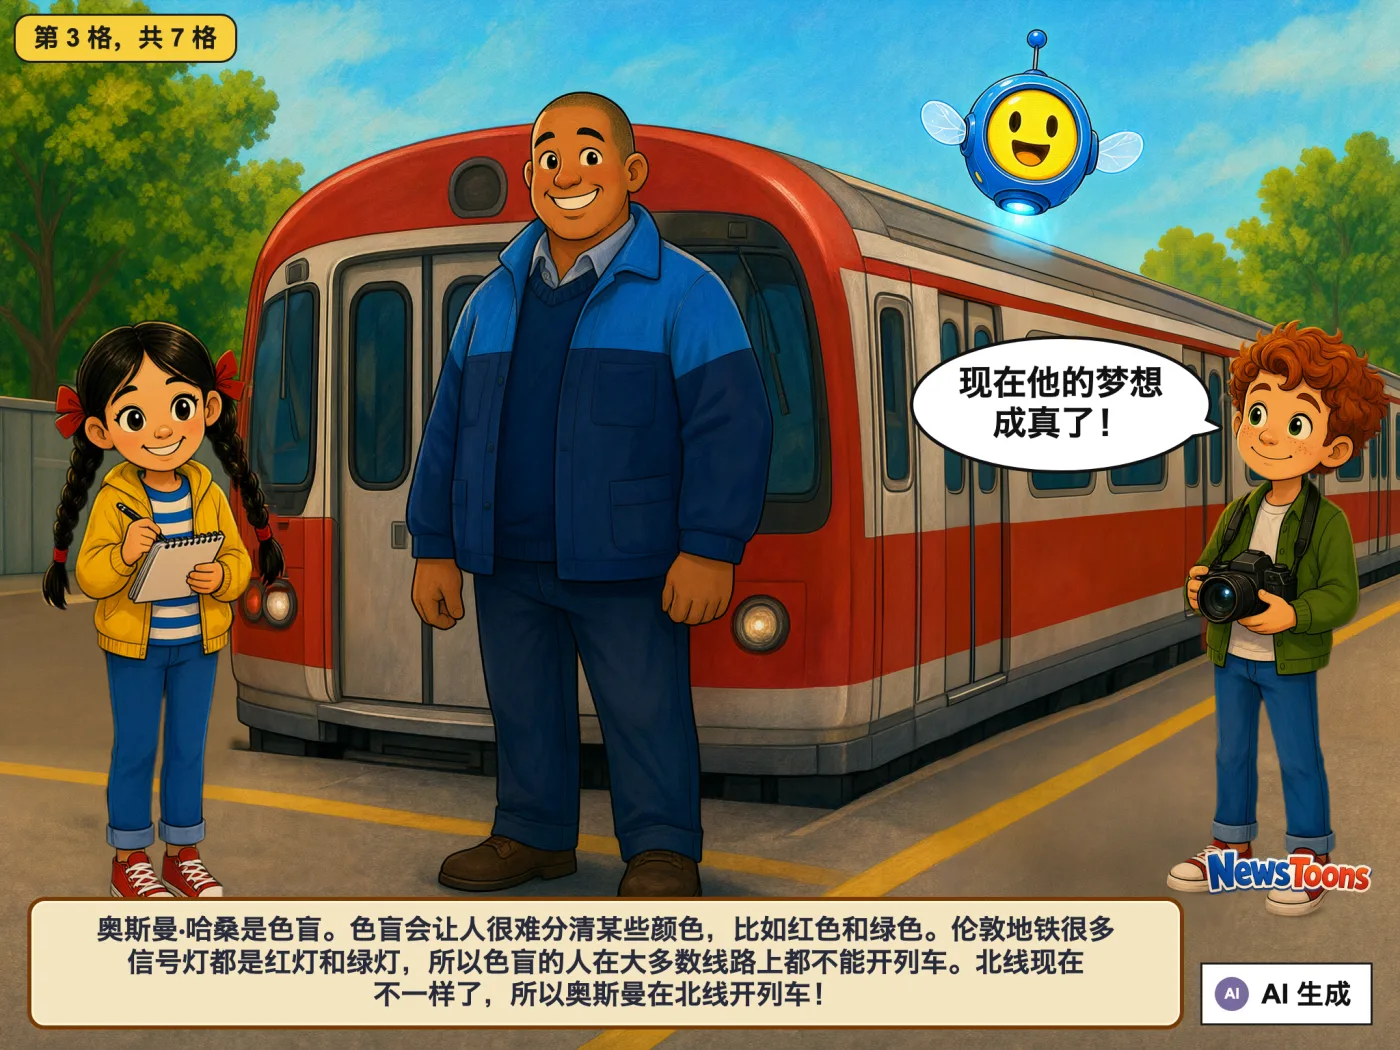 第 3 格，共 7 格
现在他的梦想
成真了！
NewsToons
奥斯曼·哈桑是色盲。色盲会让人很难分清某些颜色，比如红色和绿色。伦敦地铁很多
信号灯都是红灯和绿灯，所以色盲的人在大多数线路上都不能开列车。北线现在
不一样了，所以奥斯曼在北线开列车！
AI AI 生成